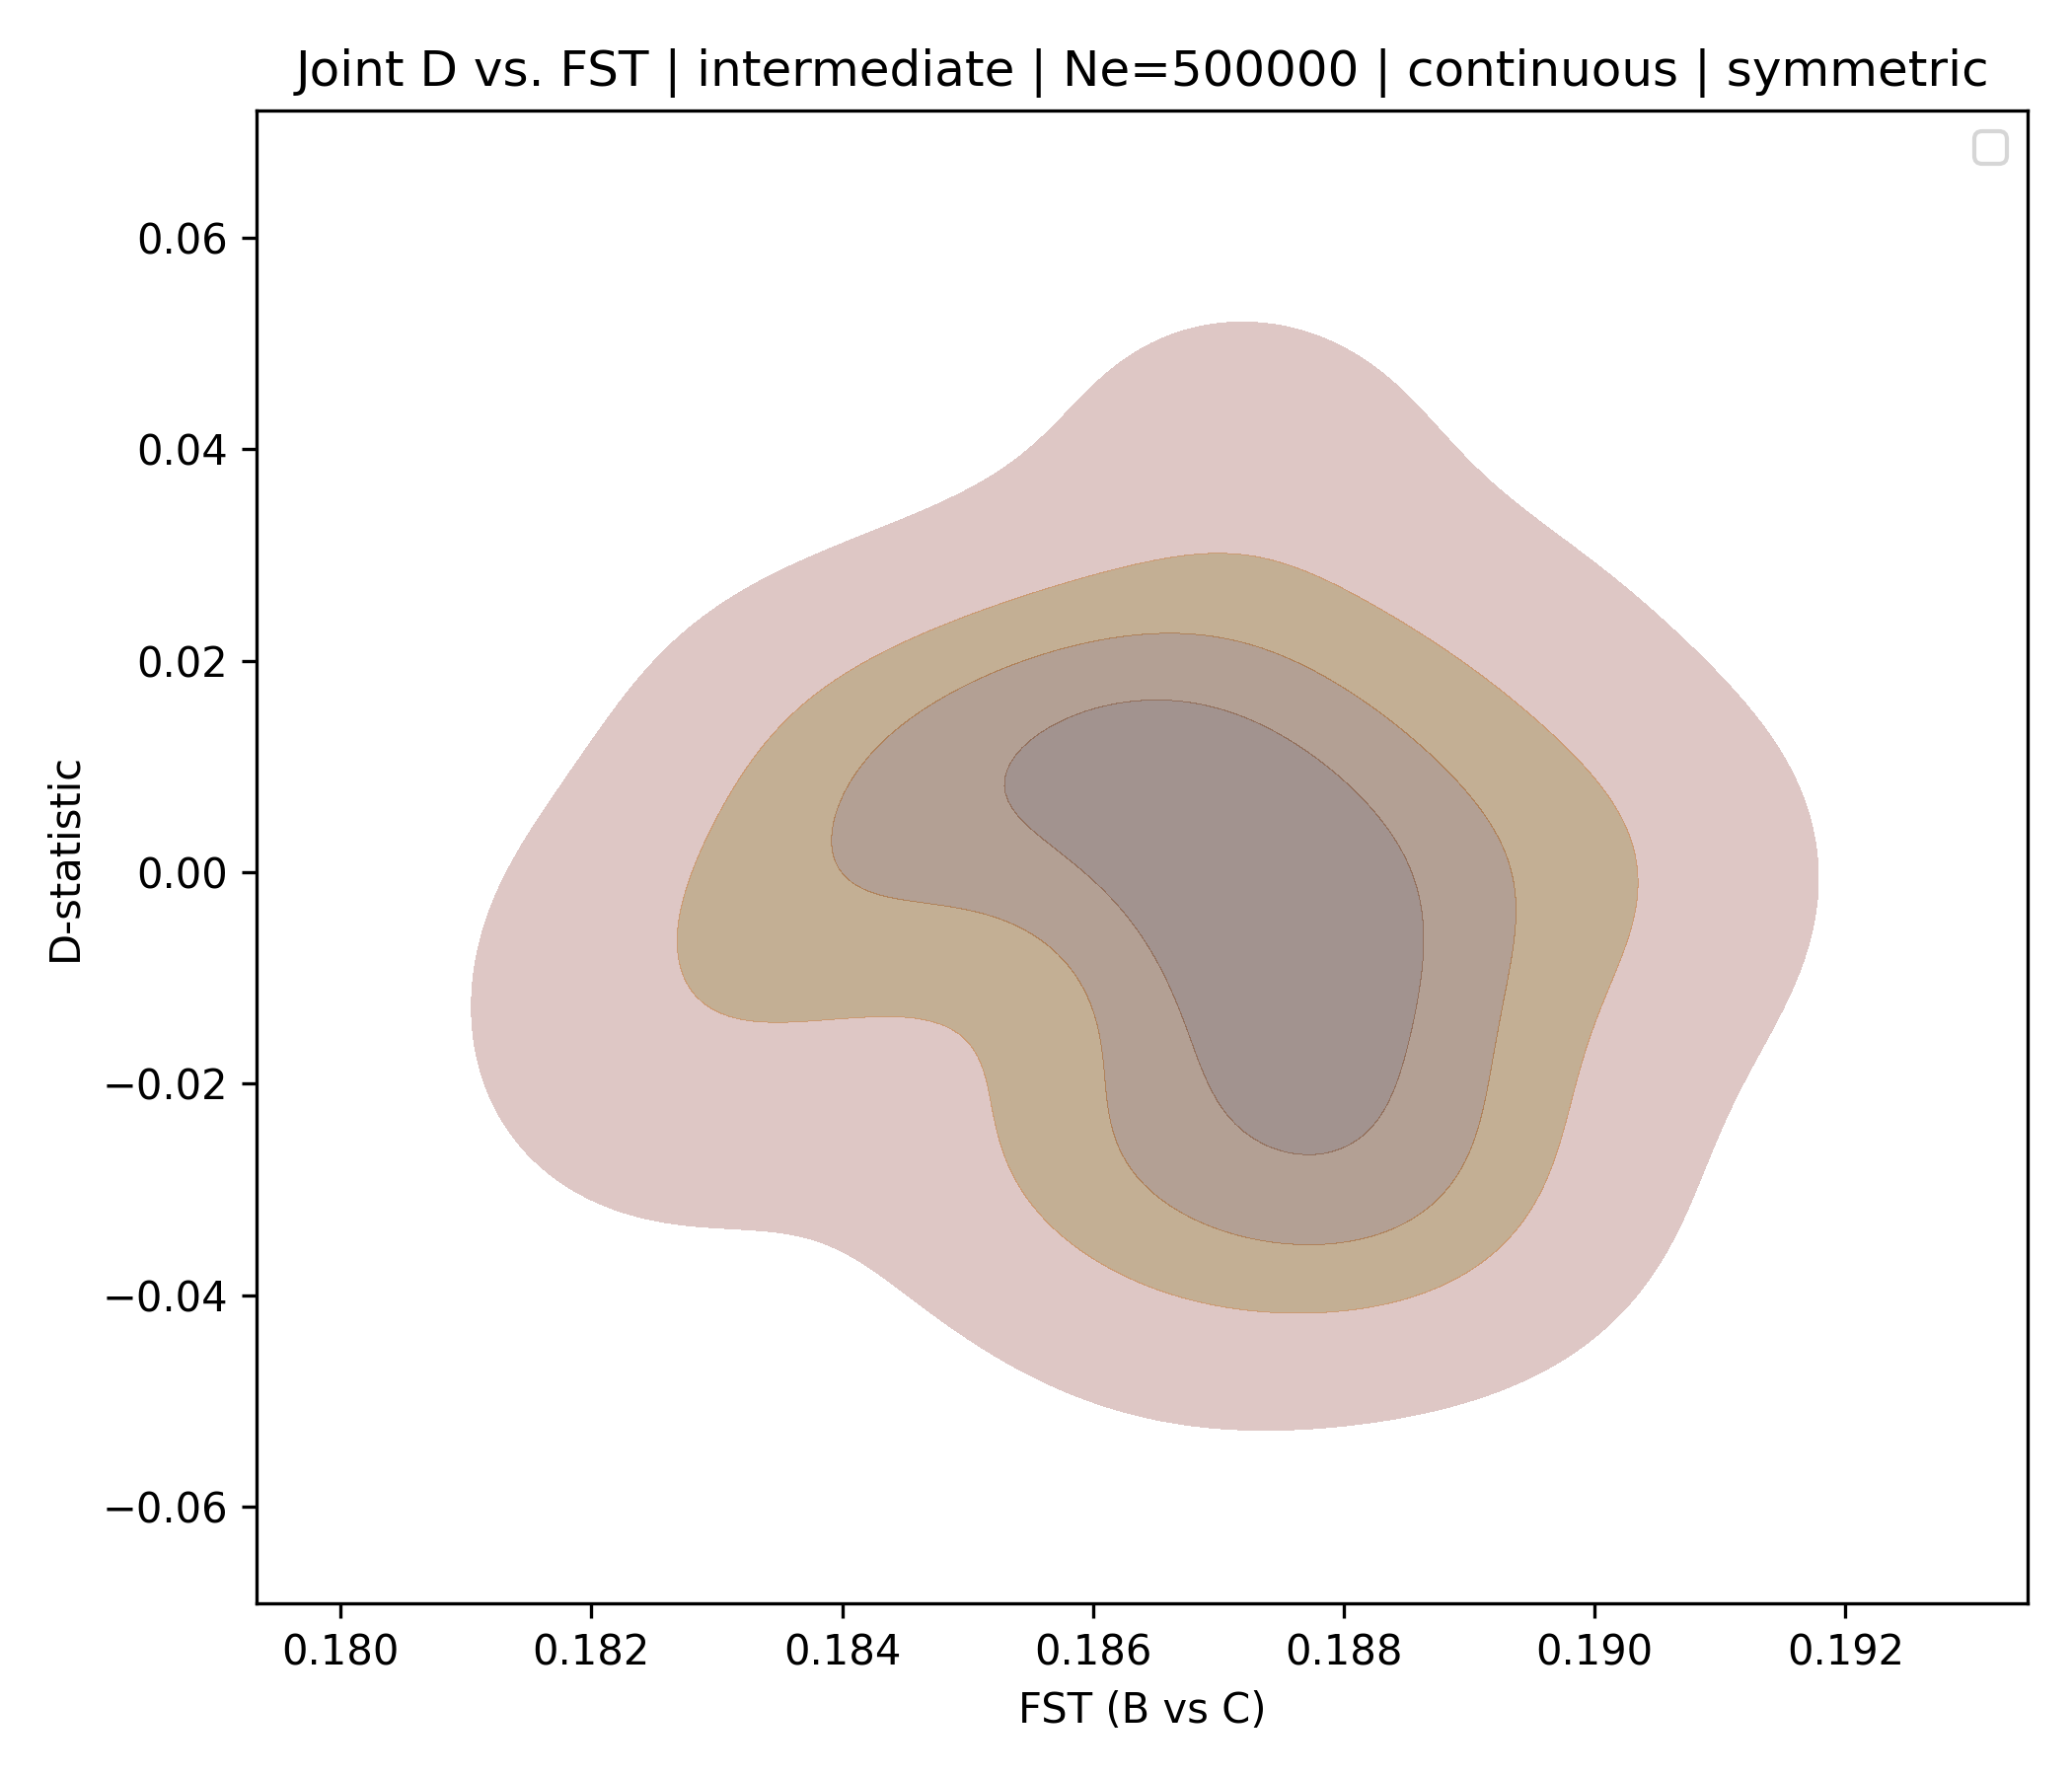 Joint D vs. FST | intermediate | Ne=500000 | continuous | symmetric
D-statistic
0.06
0.04
0.02
0.00
−0.02
−0.04
−0.06
0.180 0.182 0.184 0.186 0.188 0.190 0.192
FST (B vs C)